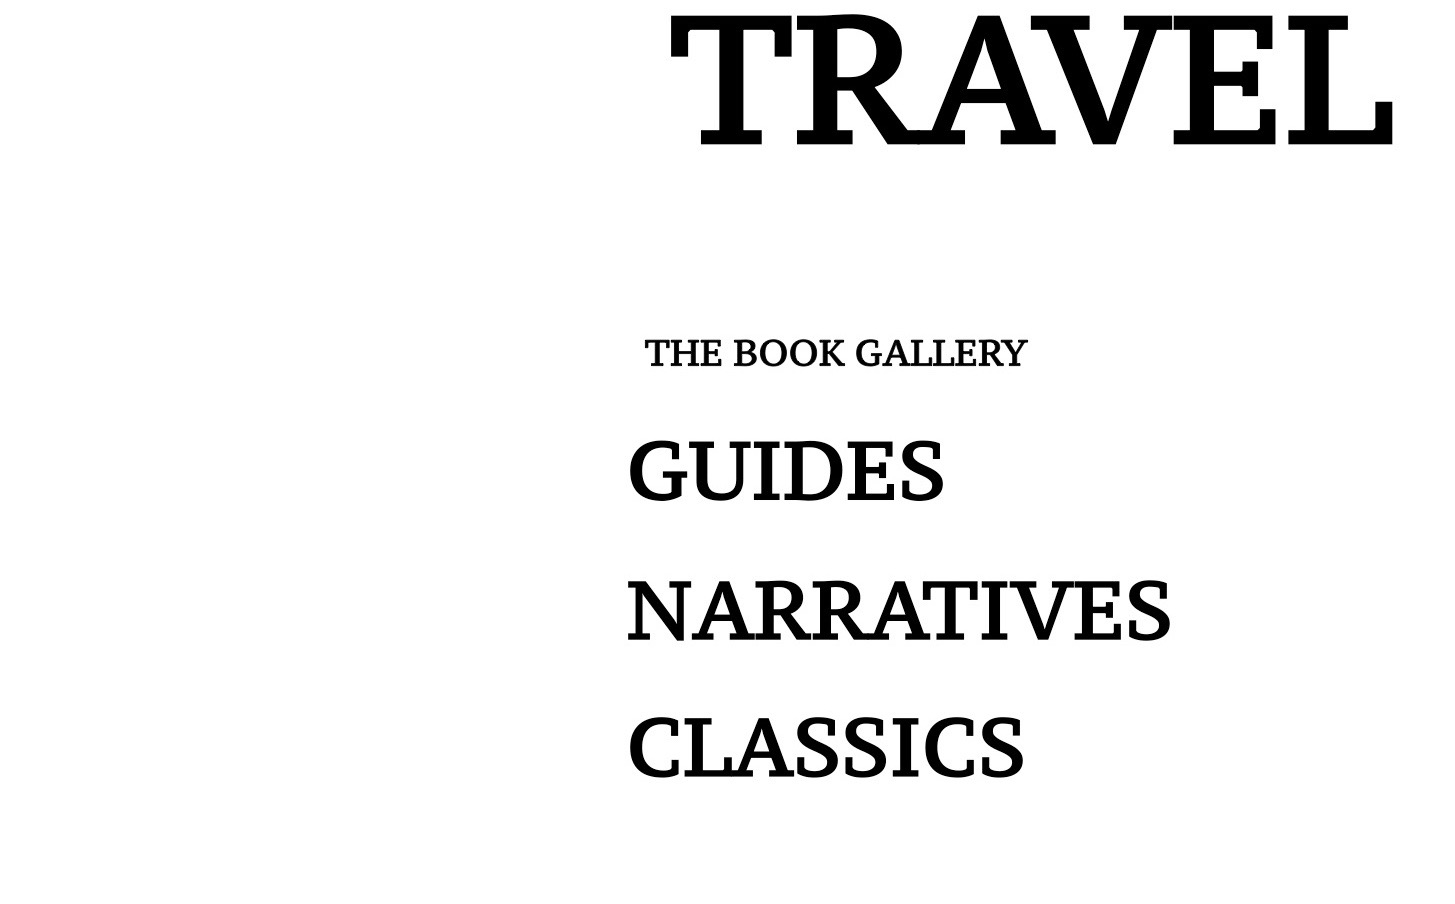 TRAVEL
THE BOOK GALLERY
GUIDES
NARRATIVES
CLASSICS